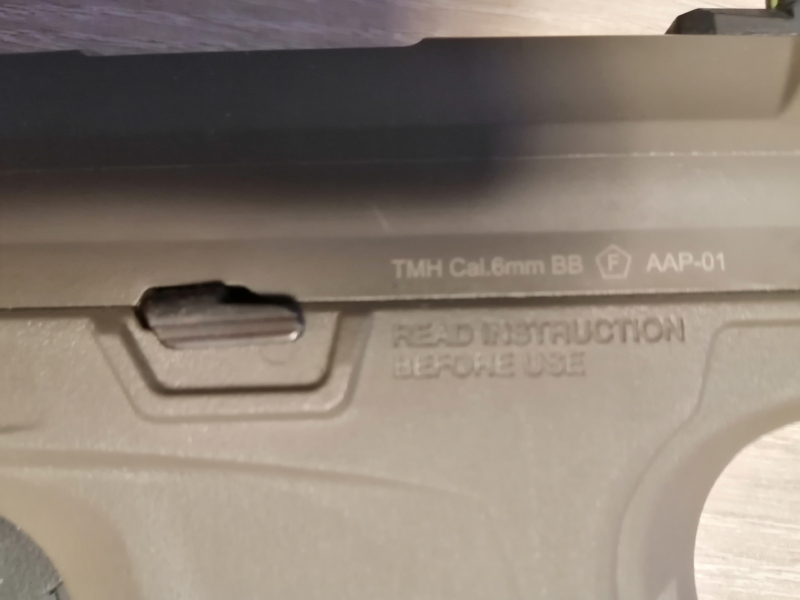 TMH Cal.6mm BB F AAP-01
READ INSTRUCTION
BEFORE USE